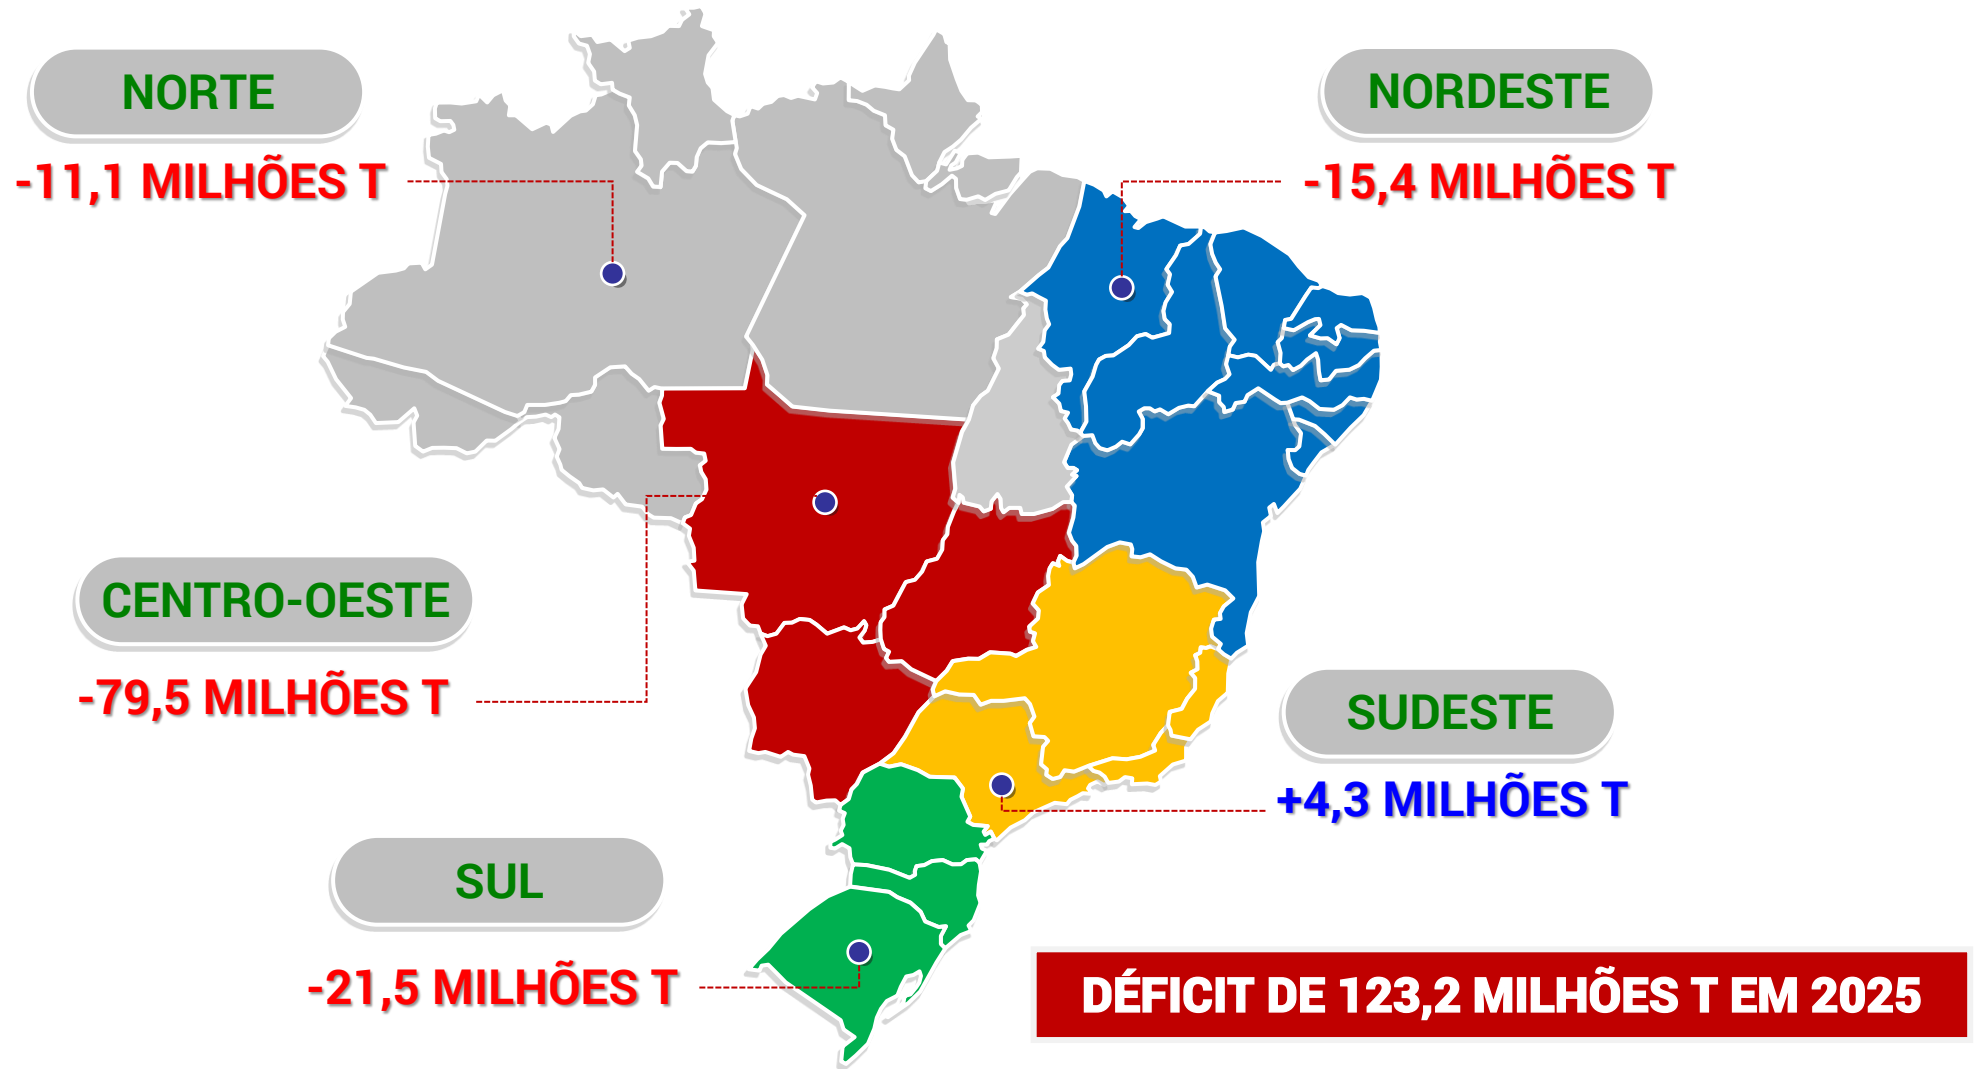 NORTE
-11,1 MILHÕES T
NORDESTE
-15,4 MILHÕES T
CENTRO-OESTE
-79,5 MILHÕES T
SUDESTE
+4,3 MILHÕES T
SUL
-21,5 MILHÕES T
DÉFICIT DE 123,2 MILHÕES T EM 2025